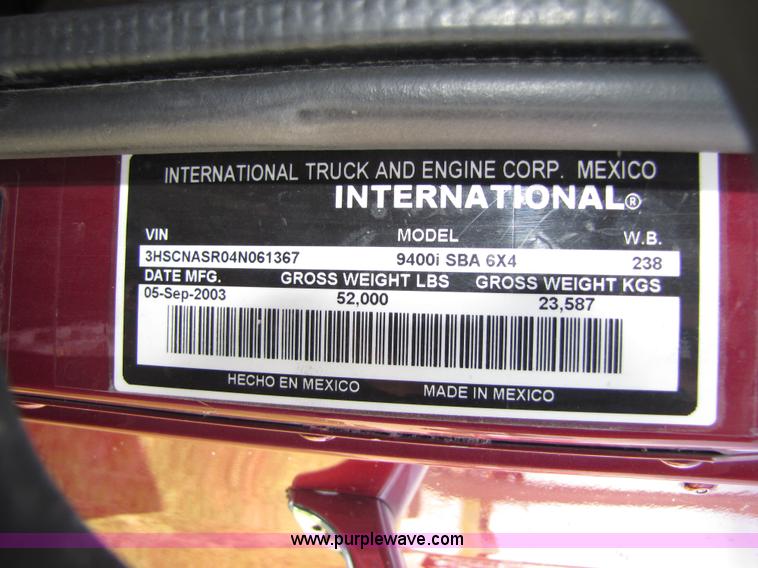 INTERNATIONAL TRUCK AND ENGINE CORP. MEXICO
INTERNATIONAL®
VIN MODEL W.B.
3HSCNASR04N061367 9400i SBA 6X4 238
DATE MFG. GROSS WEIGHT LBS GROSS WEIGHT KGS
05-Sep-2003 52,000 23,587
HECHO EN MEXICO MADE IN MEXICO
www.purplewave.com